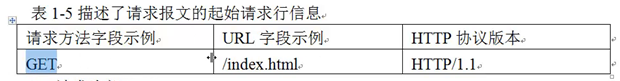 表 1-5 描述了请求报文的起始请求行信息
请求方法字段示例 URL 字段示例 HTTP 协议版本
GET /index.html HTTP/1.1